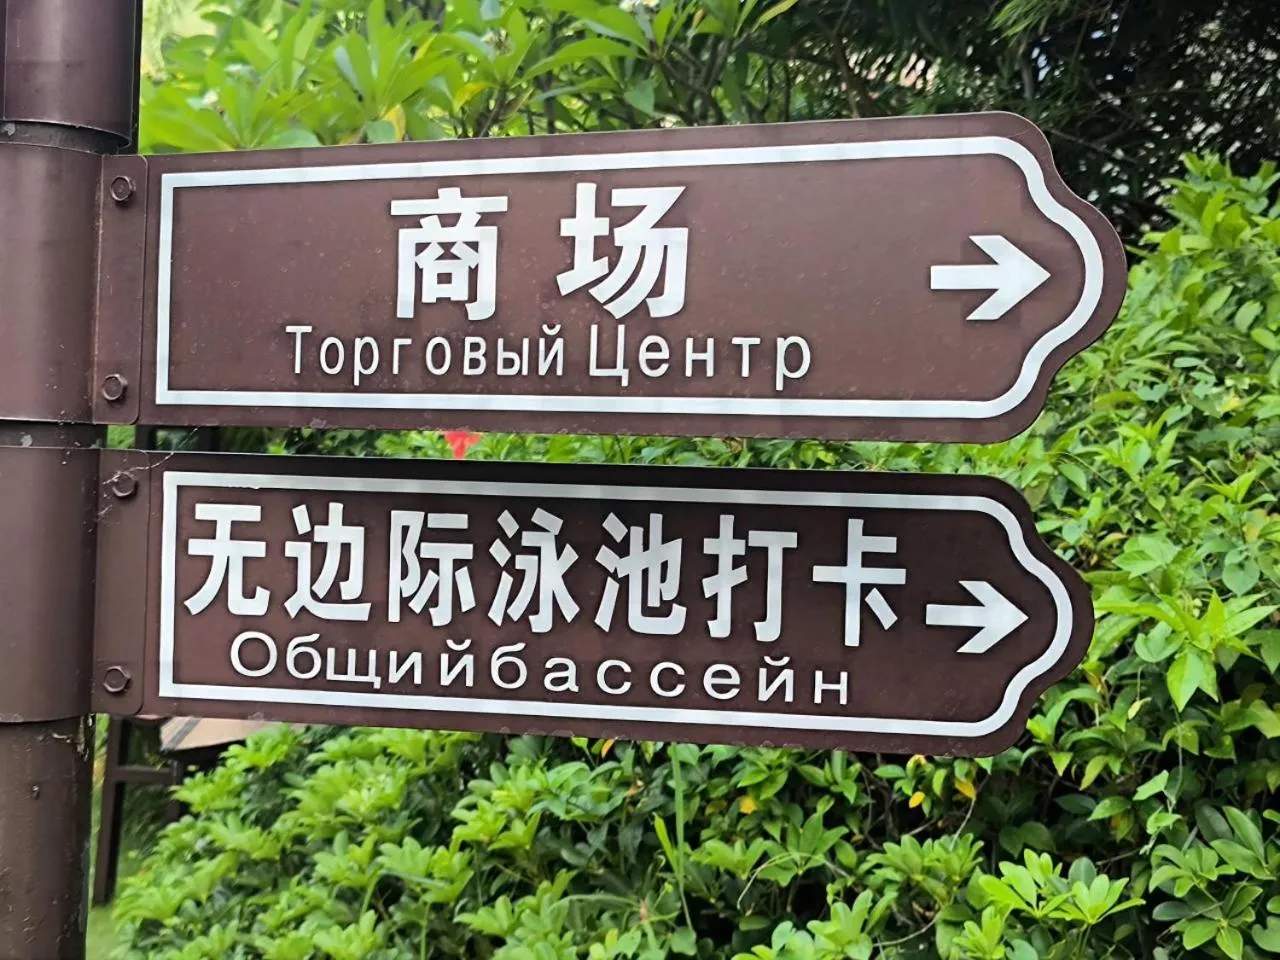 商场
Торговый Центр
无边际泳池打卡
Общийбассейн